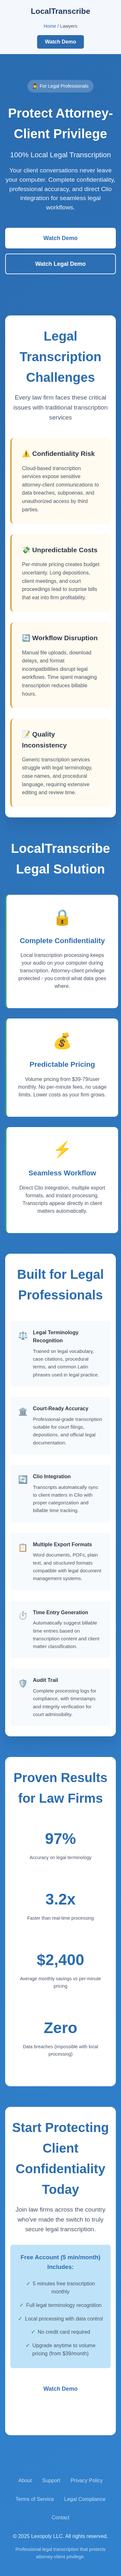 LocalTranscribe
Home / Lawyers
Watch Demo
For Legal Professionals
Protect Attorney-
Client Privilege
100% Local Legal Transcription
Your client conversations never leave
your computer. Complete confidentiality,
professional accuracy, and direct Clio
integration for seamless legal
workflows.
Watch Demo
Watch Legal Demo
Legal
Transcription
Challenges
Every law firm faces these critical
issues with traditional transcription
services
Confidentiality Risk
Cloud-based transcription
services expose sensitive
attorney-client communications to
data breaches, subpoenas, and
unauthorized access by third
parties.
Unpredictable Costs
Per-minute pricing creates budget
uncertainty. Long depositions,
client meetings, and court
proceedings lead to surprise bills
that eat into firm profitability.
Workflow Disruption
Manual file uploads, download
delays, and format
incompatibilities disrupt legal
workflows. Time spent managing
transcription reduces billable
hours.
Quality
Inconsistency
Generic transcription services
struggle with legal terminology,
case names, and procedural
language, requiring extensive
editing and review time.
LocalTranscribe
Legal Solution
Complete Confidentiality
Local transcription processing keeps
your audio on your computer during
transcription. Attorney-client privilege
protected - you control what data goes
where.
Predictable Pricing
Volume pricing from $39-79/user
monthly. No per-minute fees, no usage
limits. Lower costs as your firm grows.
Seamless Workflow
Direct Clio integration, multiple export
formats, and instant processing.
Transcripts appear directly in client
matters automatically.
Built for Legal
Professionals
Legal Terminology
Recognition
Trained on legal vocabulary,
case citations, procedural
terms, and common Latin
phrases used in legal practice.
Court-Ready Accuracy
Professional-grade transcription
suitable for court filings,
depositions, and official legal
documentation.
Clio Integration
Transcripts automatically sync
to client matters in Clio with
proper categorization and
billable time tracking.
Multiple Export Formats
Word documents, PDFs, plain
text, and structured formats
compatible with legal document
management systems.
Time Entry Generation
Automatically suggest billable
time entries based on
transcription content and client
matter classification.
Audit Trail
Complete processing logs for
compliance, with timestamps
and integrity verification for
court admissibility.
Proven Results
for Law Firms
97%
Accuracy on legal terminology
3.2x
Faster than real-time processing
$2,400
Average monthly savings vs per-minute
pricing
Zero
Data breaches (impossible with local
processing)
Start Protecting
Client
Confidentiality
Today
Join law firms across the country
who've made the switch to truly
secure legal transcription.
Free Account (5 min/month)
Includes:
✓ 5 minutes free transcription
monthly
✓ Full legal terminology recognition
✓ Local processing with data control
✓ No credit card required
✓ Upgrade anytime to volume
pricing (from $39/month)
Watch Demo
About Support Privacy Policy
Terms of Service Legal Compliance
Contact
© 2025 Lexopoly LLC. All rights reserved.
Professional legal transcription that protects
attorney-client privilege.